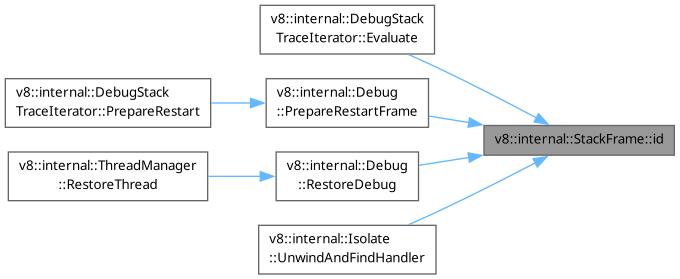 v8::internal::DebugStack
TraceIterator::Evaluate
v8::internal::DebugStack
TraceIterator::PrepareRestart
v8::internal::Debug
::PrepareRestartFrame
v8::internal::StackFrame::id
v8::internal::ThreadManager
::RestoreThread
v8::internal::Debug
::RestoreDebug
v8::internal::Isolate
::UnwindAndFindHandler